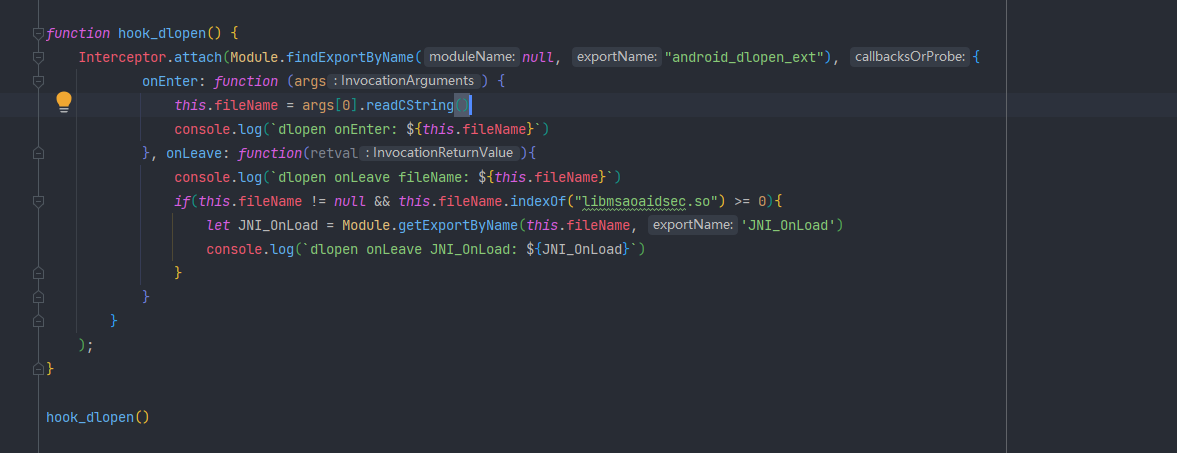 function hook_dlopen() {
    Interceptor.attach(Module.findExportByName( moduleName: null, exportName: "android_dlopen_ext"), callbacksOrProbe: {
            onEnter: function (args : InvocationArguments ) {
                this.fileName = args[0].readCString()
                console.log(`dlopen onEnter: ${this.fileName}`)
            }, onLeave: function(retval : InvocationReturnValue ){
                console.log(`dlopen onLeave fileName: ${this.fileName}`)
                if(this.fileName != null && this.fileName.indexOf("libmsaoaidsec.so") >= 0){
                    let JNI_OnLoad = Module.getExportByName(this.fileName, exportName: 'JNI_OnLoad')
                    console.log(`dlopen onLeave JNI_OnLoad: ${JNI_OnLoad}`)
                }
            }
        }
    );
}
hook_dlopen()